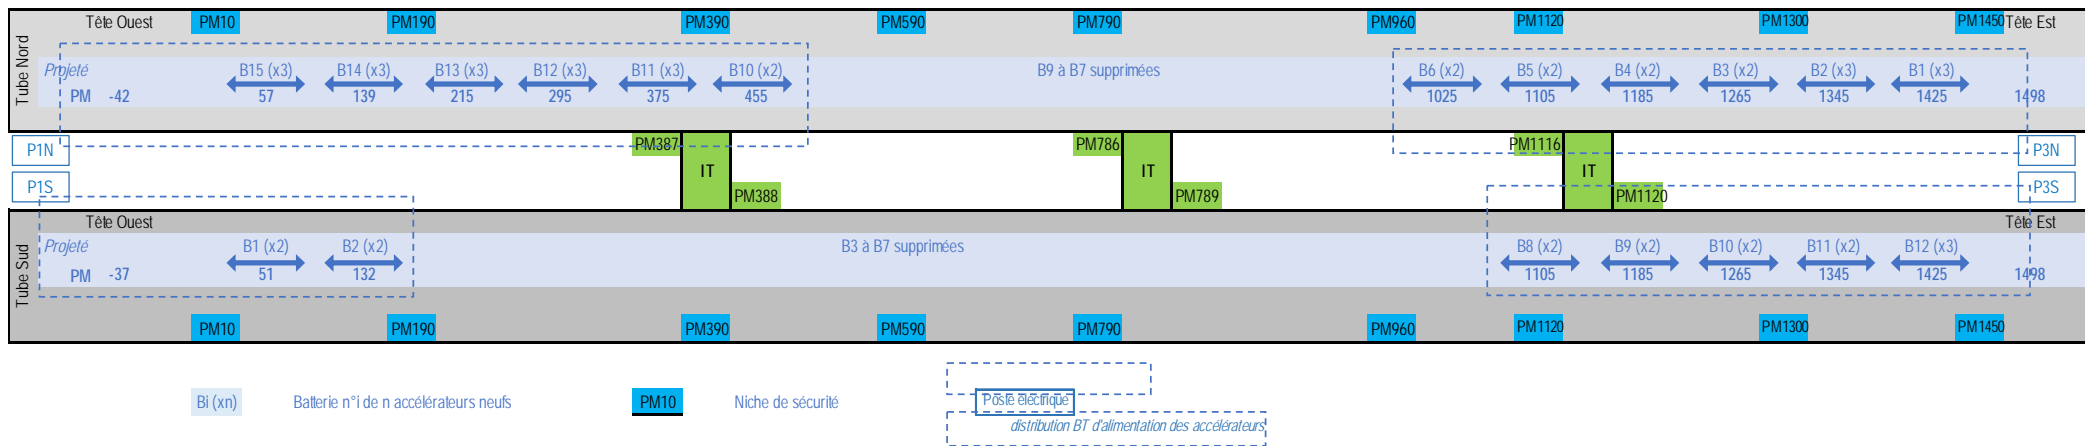 Tête Ouest PM10 PM190 PM390 PM590 PM790 PM960 PM1120 PM1300 PM1450 Tête Est
Tube Nord
Projeté B15 (x3) B14 (x3) B13 (x3) B12 (x3) B11 (x3) B10 (x2) B9 à B7 supprimées B6 (x2) B5 (x2) B4 (x2) B3 (x2) B2 (x3) B1 (x3)
PM -42 57 139 215 295 375 455 1025 1105 1185 1265 1345 1425 1498
P1N PM387 PM786 PM1116 P3N
IT IT IT
P1S PM388 PM789 PM1120 P3S
Tête Ouest Tête Est
Tube Sud
Projeté B1 (x2) B2 (x2) B3 à B7 supprimées B8 (x2) B9 (x2) B10 (x2) B11 (x2) B12 (x3)
PM -37 51 132 1105 1185 1265 1345 1425 1498
PM10 PM190 PM390 PM590 PM790 PM960 PM1120 PM1300 PM1450
Bi (xn) Batterie n°i de n accélérateurs neufs PM10 Niche de sécurité Poste électrique
distribution BT d'alimentation des accélérateurs